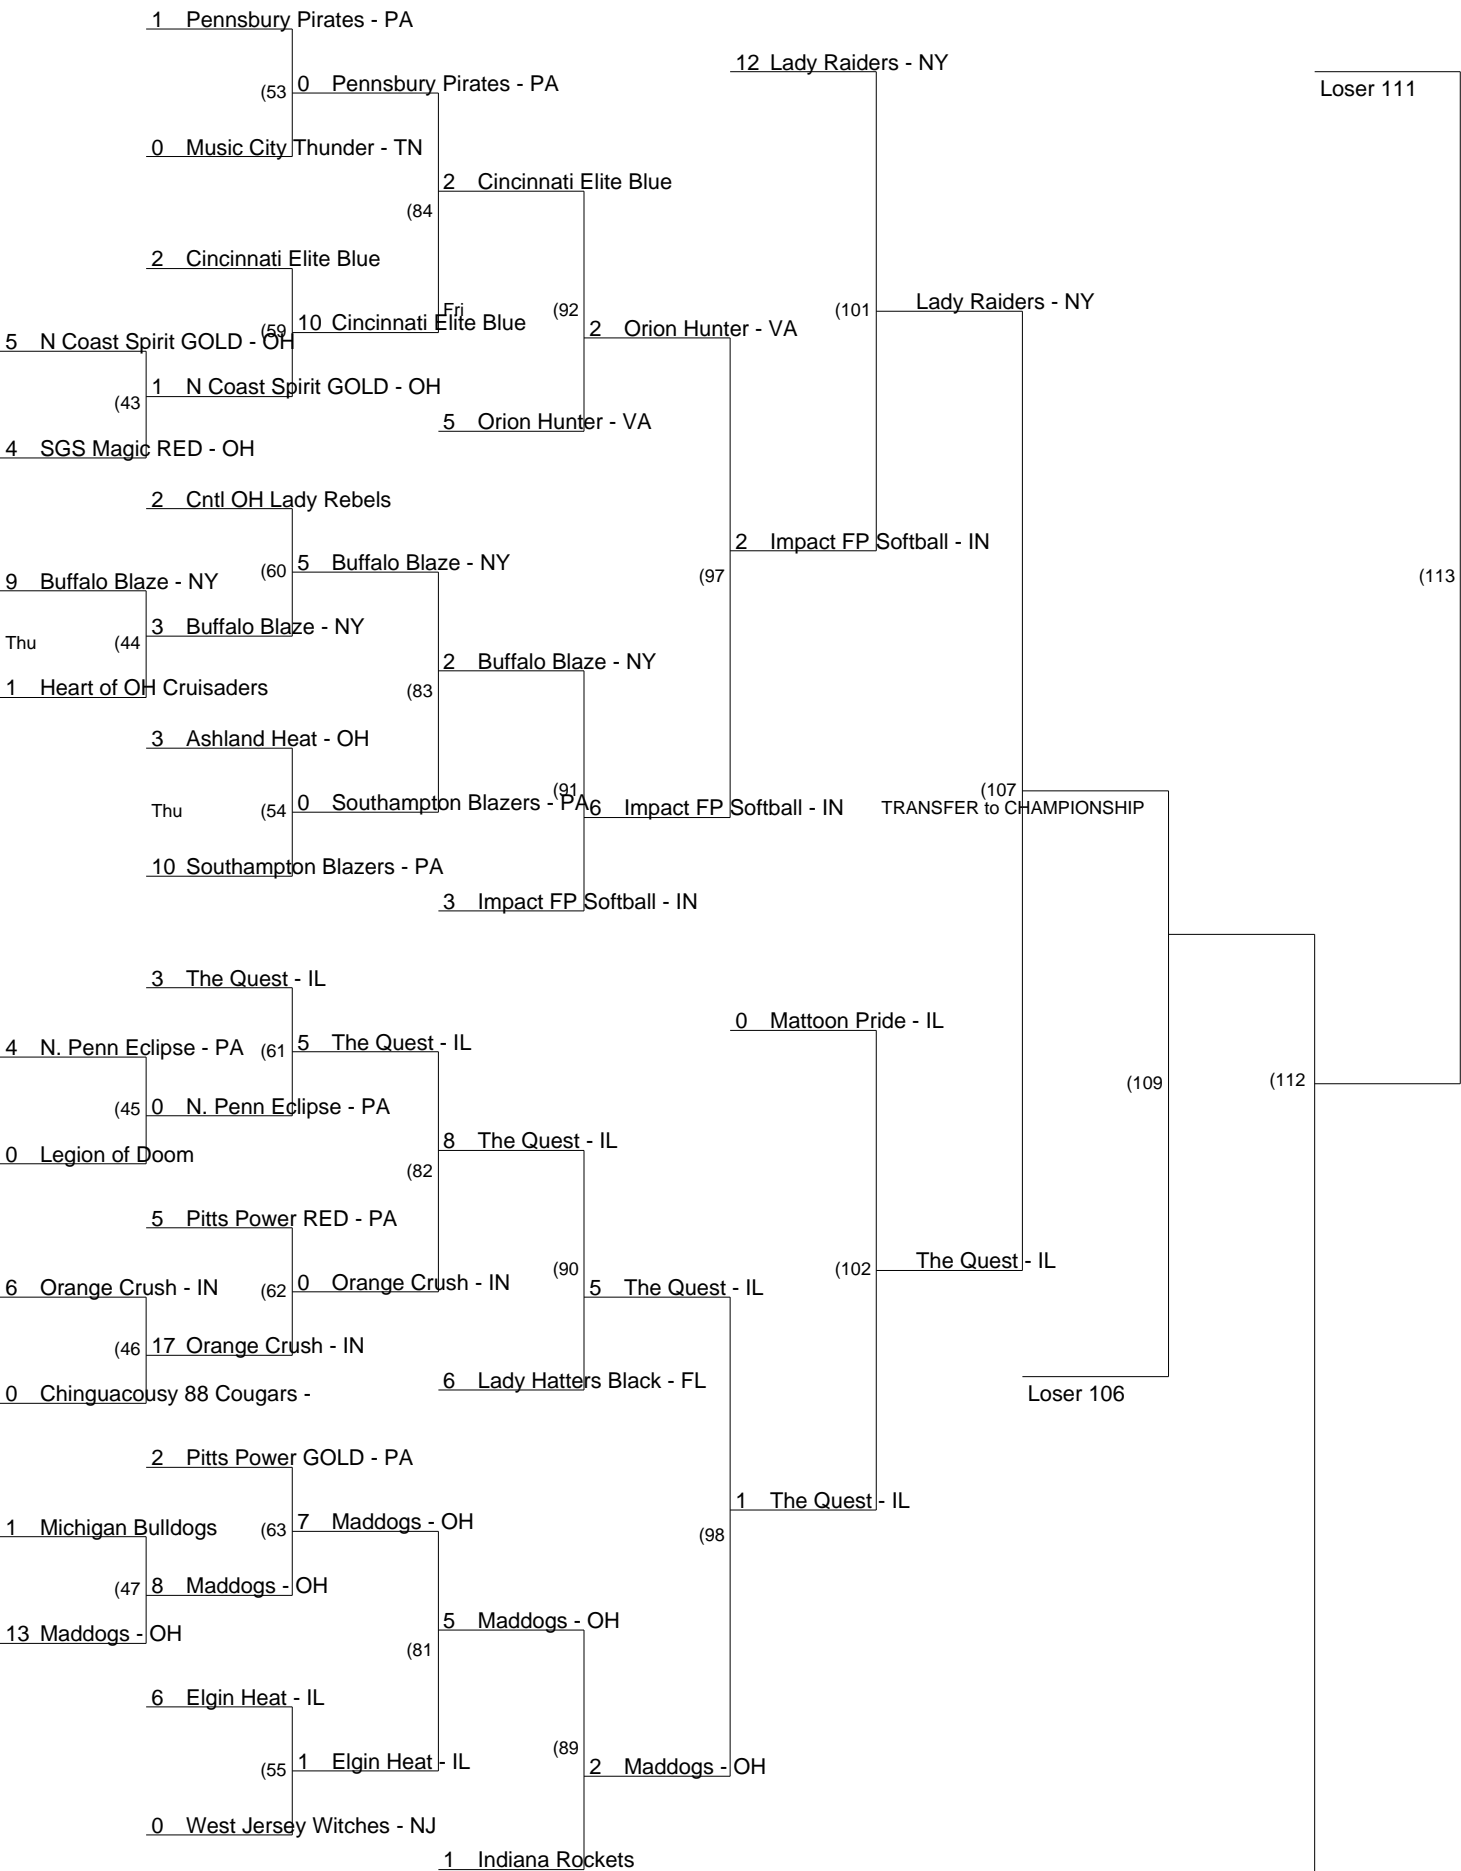 1 Pennsbury Pirates - PA
12 Lady Raiders - NY
(53 0 Pennsbury Pirates - PA
Loser 111
0 Music City Thunder - TN
2 Cincinnati Elite Blue
(84
2 Cincinnati Elite Blue
Fri
(92
(101
Lady Raiders - NY
(59 10 Cincinnati Elite Blue
2 Orion Hunter - VA
5 N Coast Spirit GOLD - OH
(43
1 N Coast Spirit GOLD - OH
5 Orion Hunter - VA
4 SGS Magic RED - OH
2 Cntl OH Lady Rebels
2 Impact FP Softball - IN
(60 5 Buffalo Blaze - NY
(97
(113
9 Buffalo Blaze - NY
3 Buffalo Blaze - NY
Thu (44
2 Buffalo Blaze - NY
1 Heart of OH Cruisaders
(83
3 Ashland Heat - OH
(91
(107
Thu (54 0 Southampton Blazers - PA
6 Impact FP Softball - IN
TRANSFER to CHAMPIONSHIP
10 Southampton Blazers - PA
3 Impact FP Softball - IN
3 The Quest - IL
0 Mattoon Pride - IL
4 N. Penn Eclipse - PA
(61 5 The Quest - IL
(109
(112
(45 0 N. Penn Eclipse - PA
8 The Quest - IL
0 Legion of Doom
(82
5 Pitts Power RED - PA
(90
(102
The Quest - IL
6 Orange Crush - IN
(62 0 Orange Crush - IN
5 The Quest - IL
(46 17 Orange Crush - IN
6 Lady Hatters Black - FL
0 Chinguacousy 88 Cougars -
Loser 106
2 Pitts Power GOLD - PA
1 The Quest - IL
1 Michigan Bulldogs
(63 7 Maddogs - OH
(98
(47 8 Maddogs - OH
5 Maddogs - OH
13 Maddogs - OH
(81
6 Elgin Heat - IL
(89
(55 1 Elgin Heat - IL
2 Maddogs - OH
0 West Jersey Witches - NJ
1 Indiana Rockets